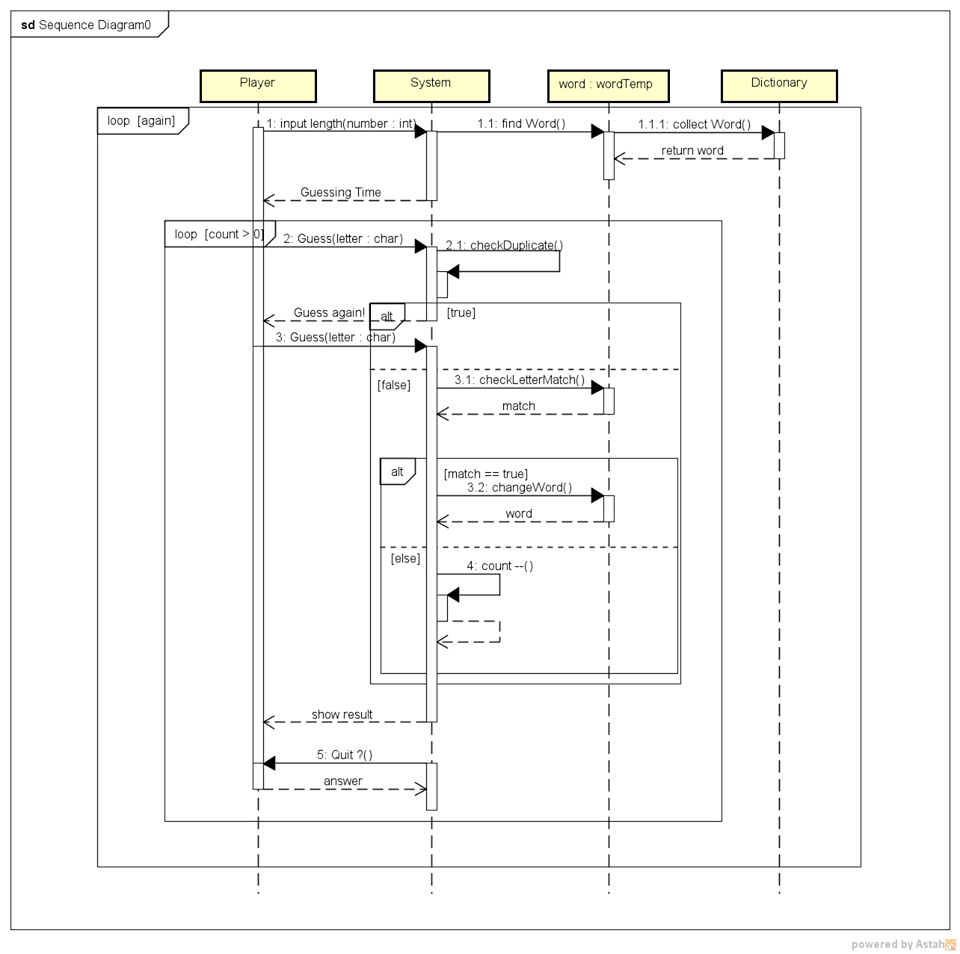 sd Sequence Diagram0
Player
System
word : wordTemp
Dictionary
loop [again]
1: input length(number : int)
1.1: find Word()
1.1.1: collect Word()
return word
Guessing Time
loop [count > 0]
2: Guess(letter : char)
2.1: checkDuplicate()
Guess again!
alt
[true]
3: Guess(letter : char)
[false]
3.1: checkLetterMatch()
match
alt
[match == true]
3.2: changeWord()
word
[else]
4: count --()
show result
5: Quit ?()
answer
powered by Astah